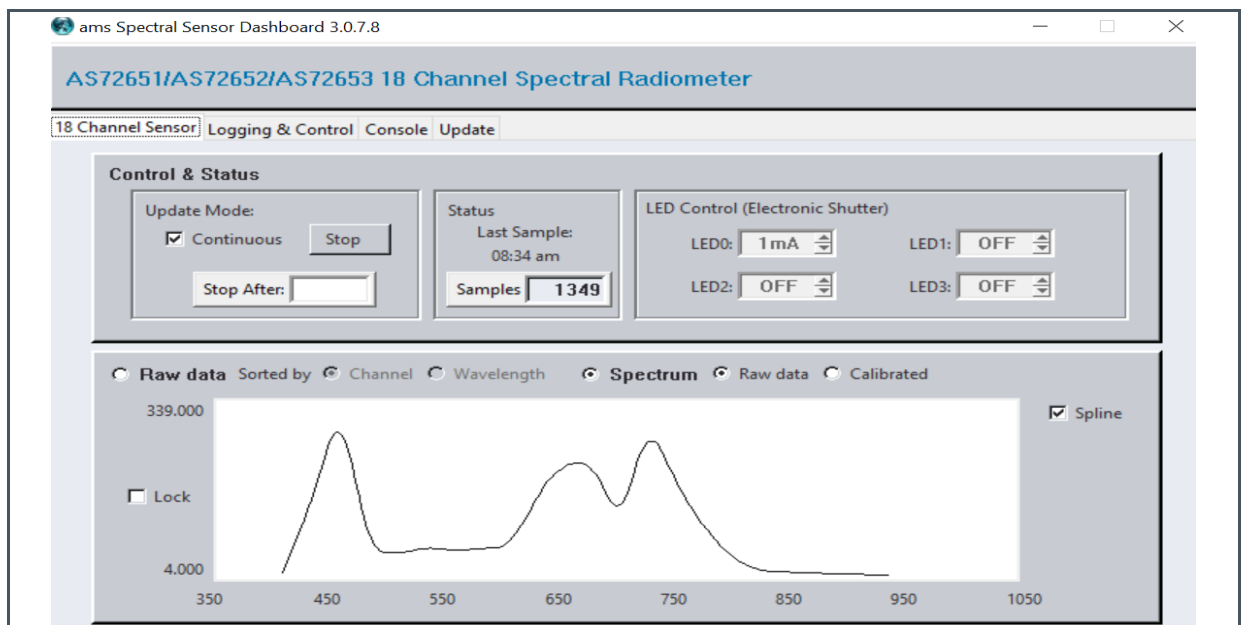 ams Spectral Sensor Dashboard 3.0.7.8
AS72651/AS72652/AS72653 18 Channel Spectral Radiometer
18 Channel Sensor Logging & Control Console Update
Control & Status
Update Mode:
Continuous Stop
Stop After:
Status
Last Sample:
08:34 am
Samples 1349
LED Control (Electronic Shutter)
LED0: 1mA LED1: OFF
LED2: OFF LED3: OFF
Raw data Sorted by Channel Wavelength Spectrum Raw data Calibrated
339.000
Spline
Lock
4.000
350 450 550 650 750 850 950 1050